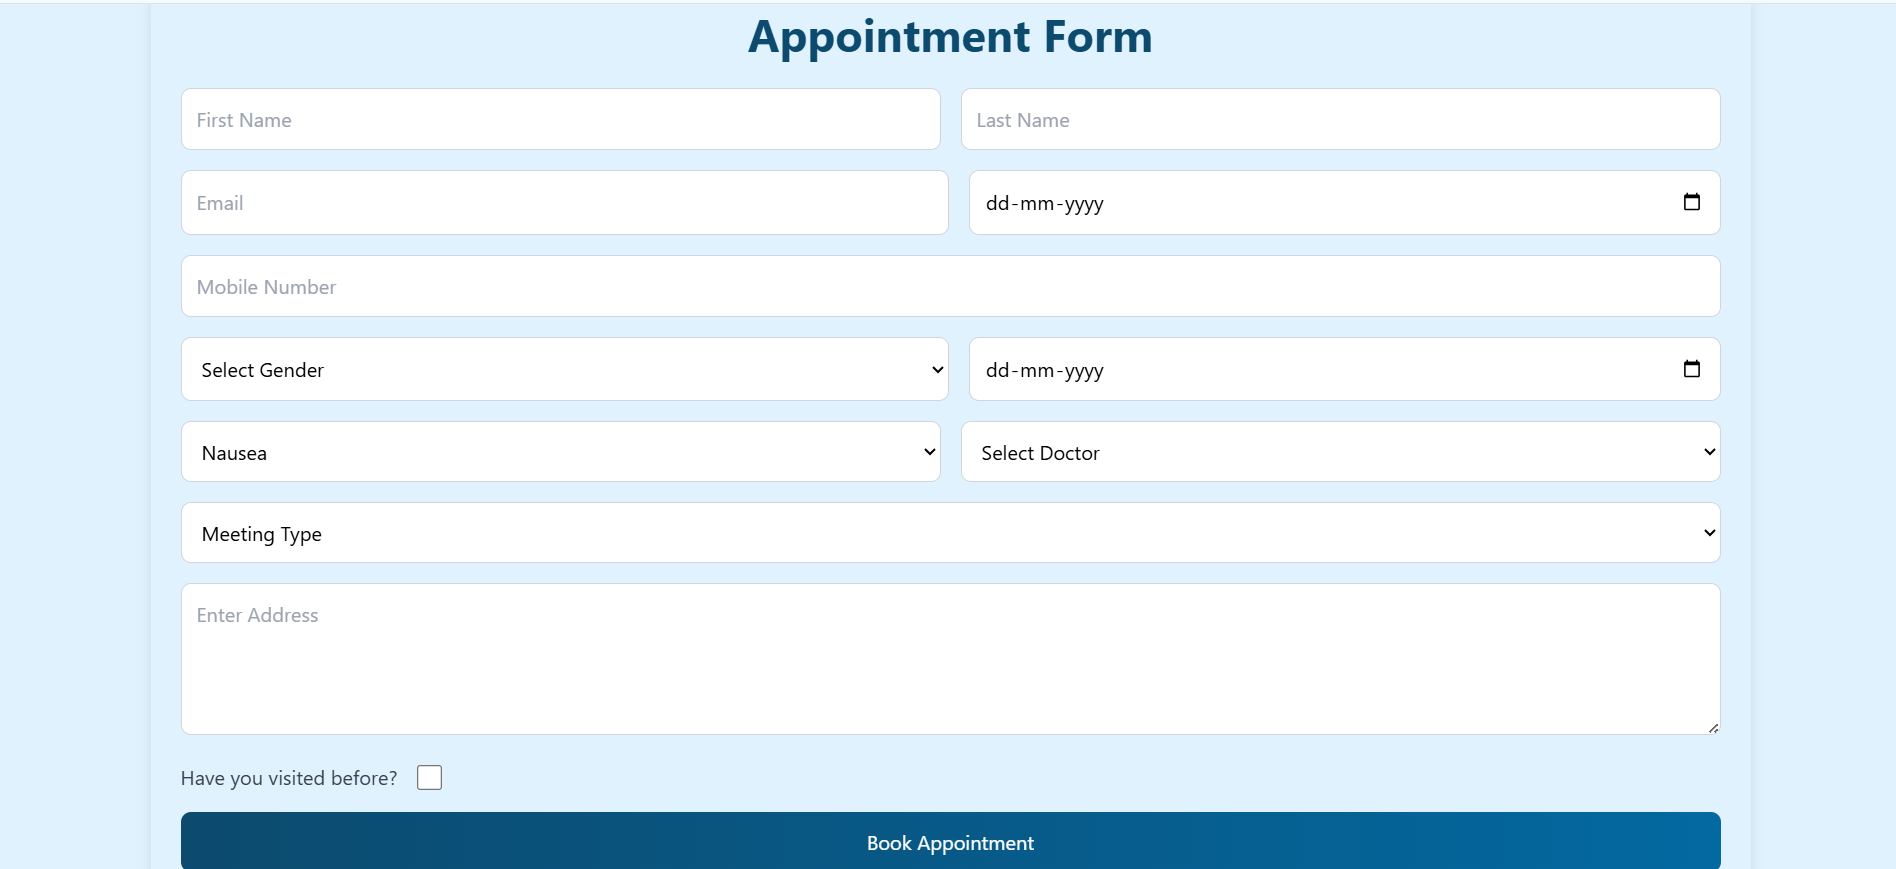 Appointment Form
First Name
Last Name
Email
dd-mm-yyyy
Mobile Number
Select Gender
dd-mm-yyyy
Nausea
Select Doctor
Meeting Type
Enter Address
Have you visited before?
Book Appointment